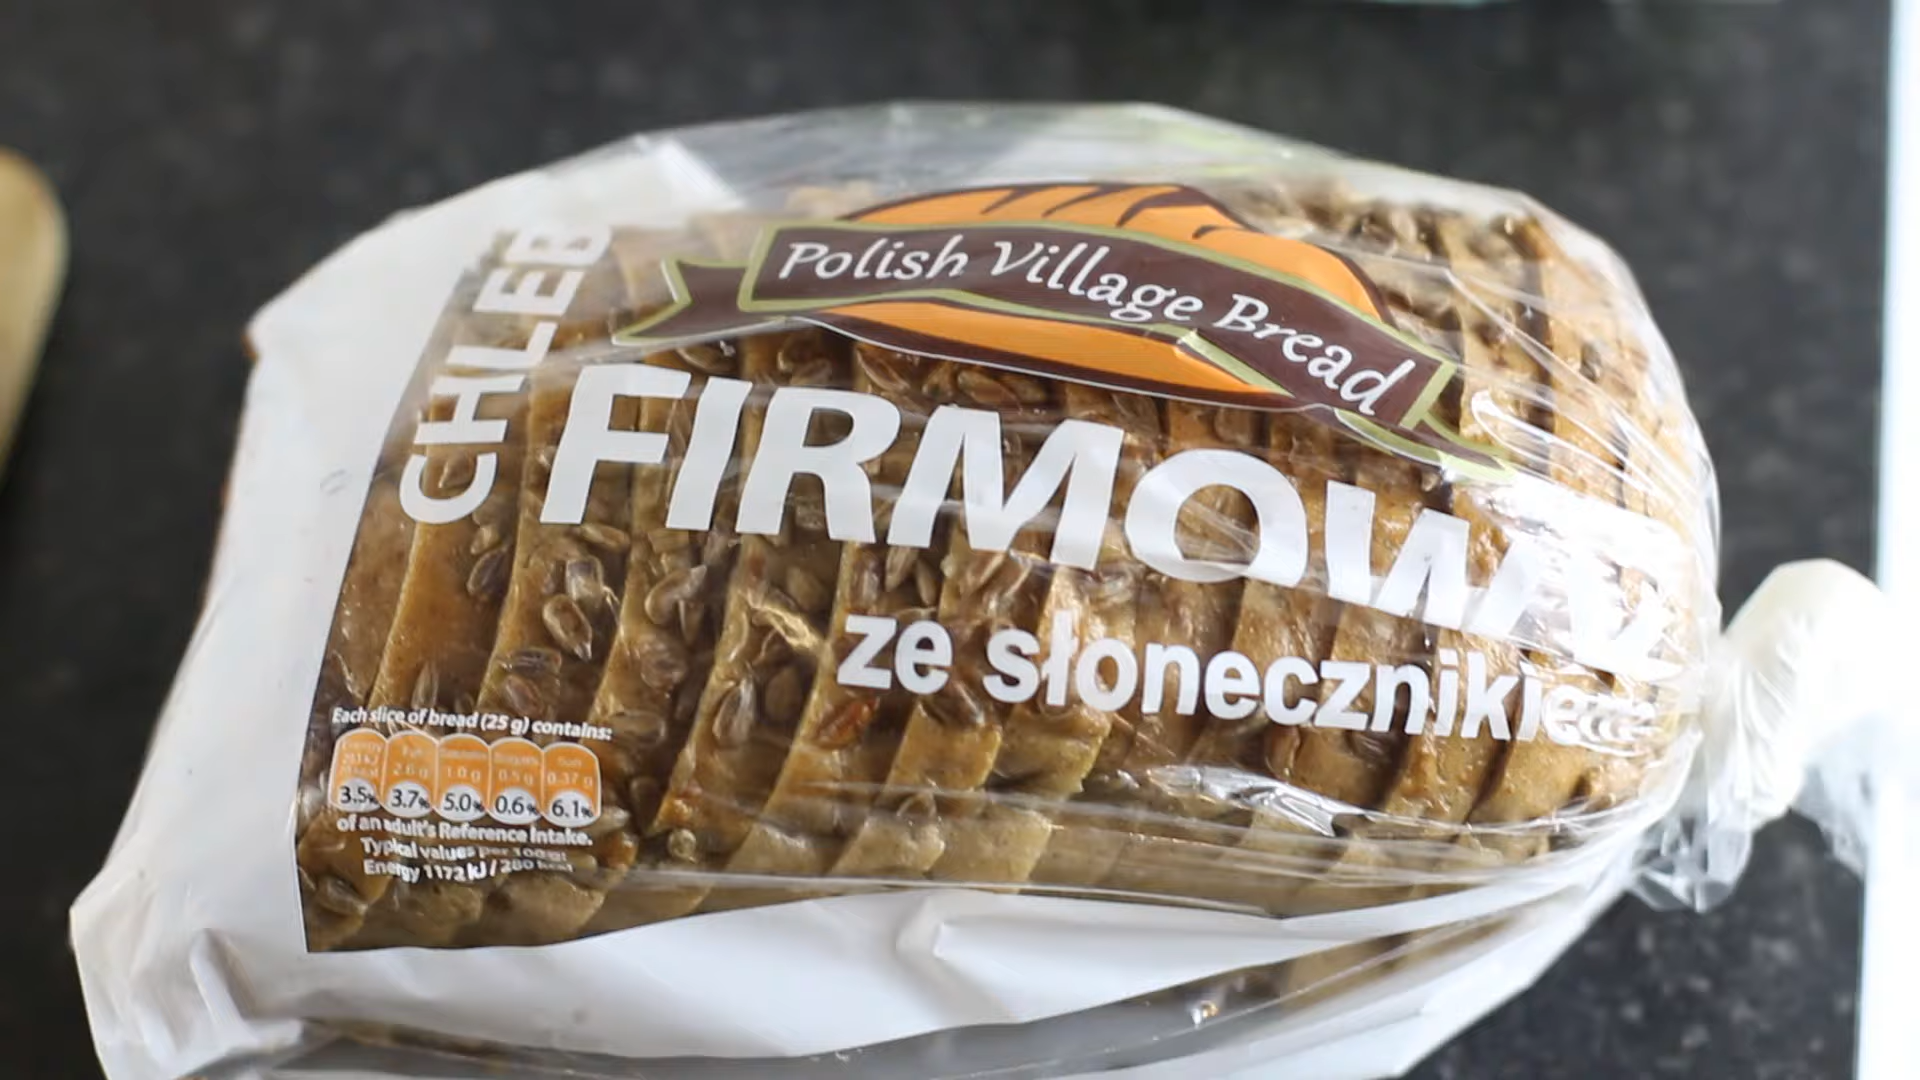 Polish Village Bread
CHLEB
FIRMOWY
ze słonecznikiem
Each slice of bread (25 g) contains:
Energy Fat Saturates Sugars Salt
2.6 g 1.0 g 0.5 g 0.37 g
3.5% 3.7% 5.0% 0.6% 6.1%
of an adult's Reference Intake.
Typical values per 100 g:
Energy 1172 kJ / 280 kcal